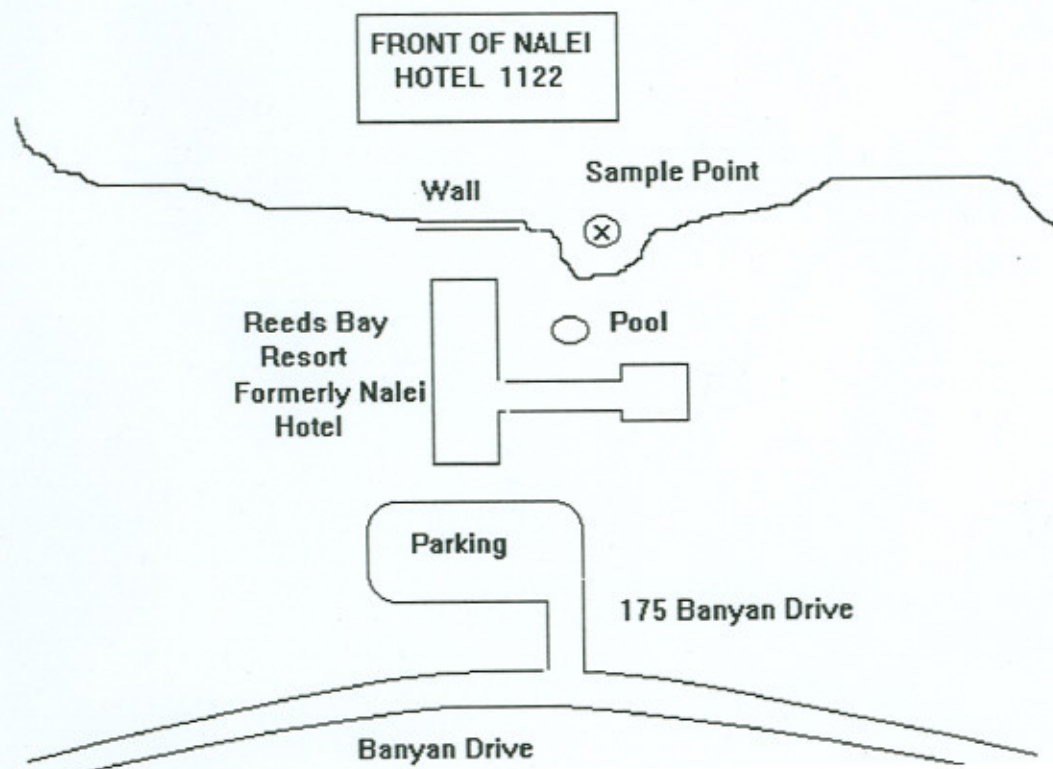 FRONT OF NALEI
HOTEL 1122
Sample Point
Wall
Reeds Bay
Resort
Formerly Nalei
Hotel
Pool
Parking
175 Banyan Drive
Banyan Drive